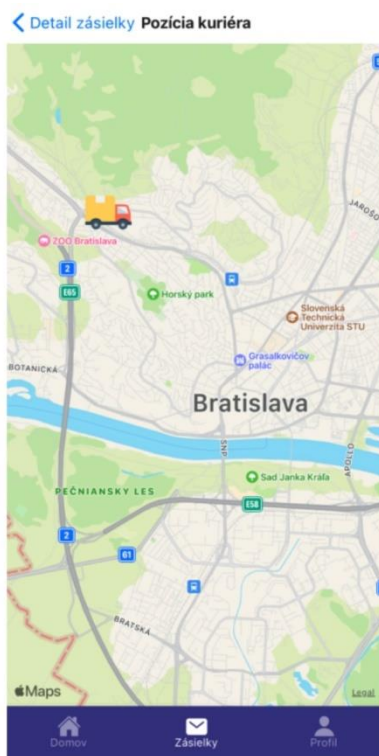 Detail zásielky Pozícia kuriéra
JAROŠO
ZOO Bratislava
2
E65
Horský park
Slovenská
Technická
Univerzita STU
Grasalkovičov
palác
BOTANICKÁ
Bratislava
SNP
APOLLO
Sad Janka Kráľa
PEČNIANSKY LES
E58
2
61
BRATSKÁ
Maps
Legal
Domov
Zásielky
Profil